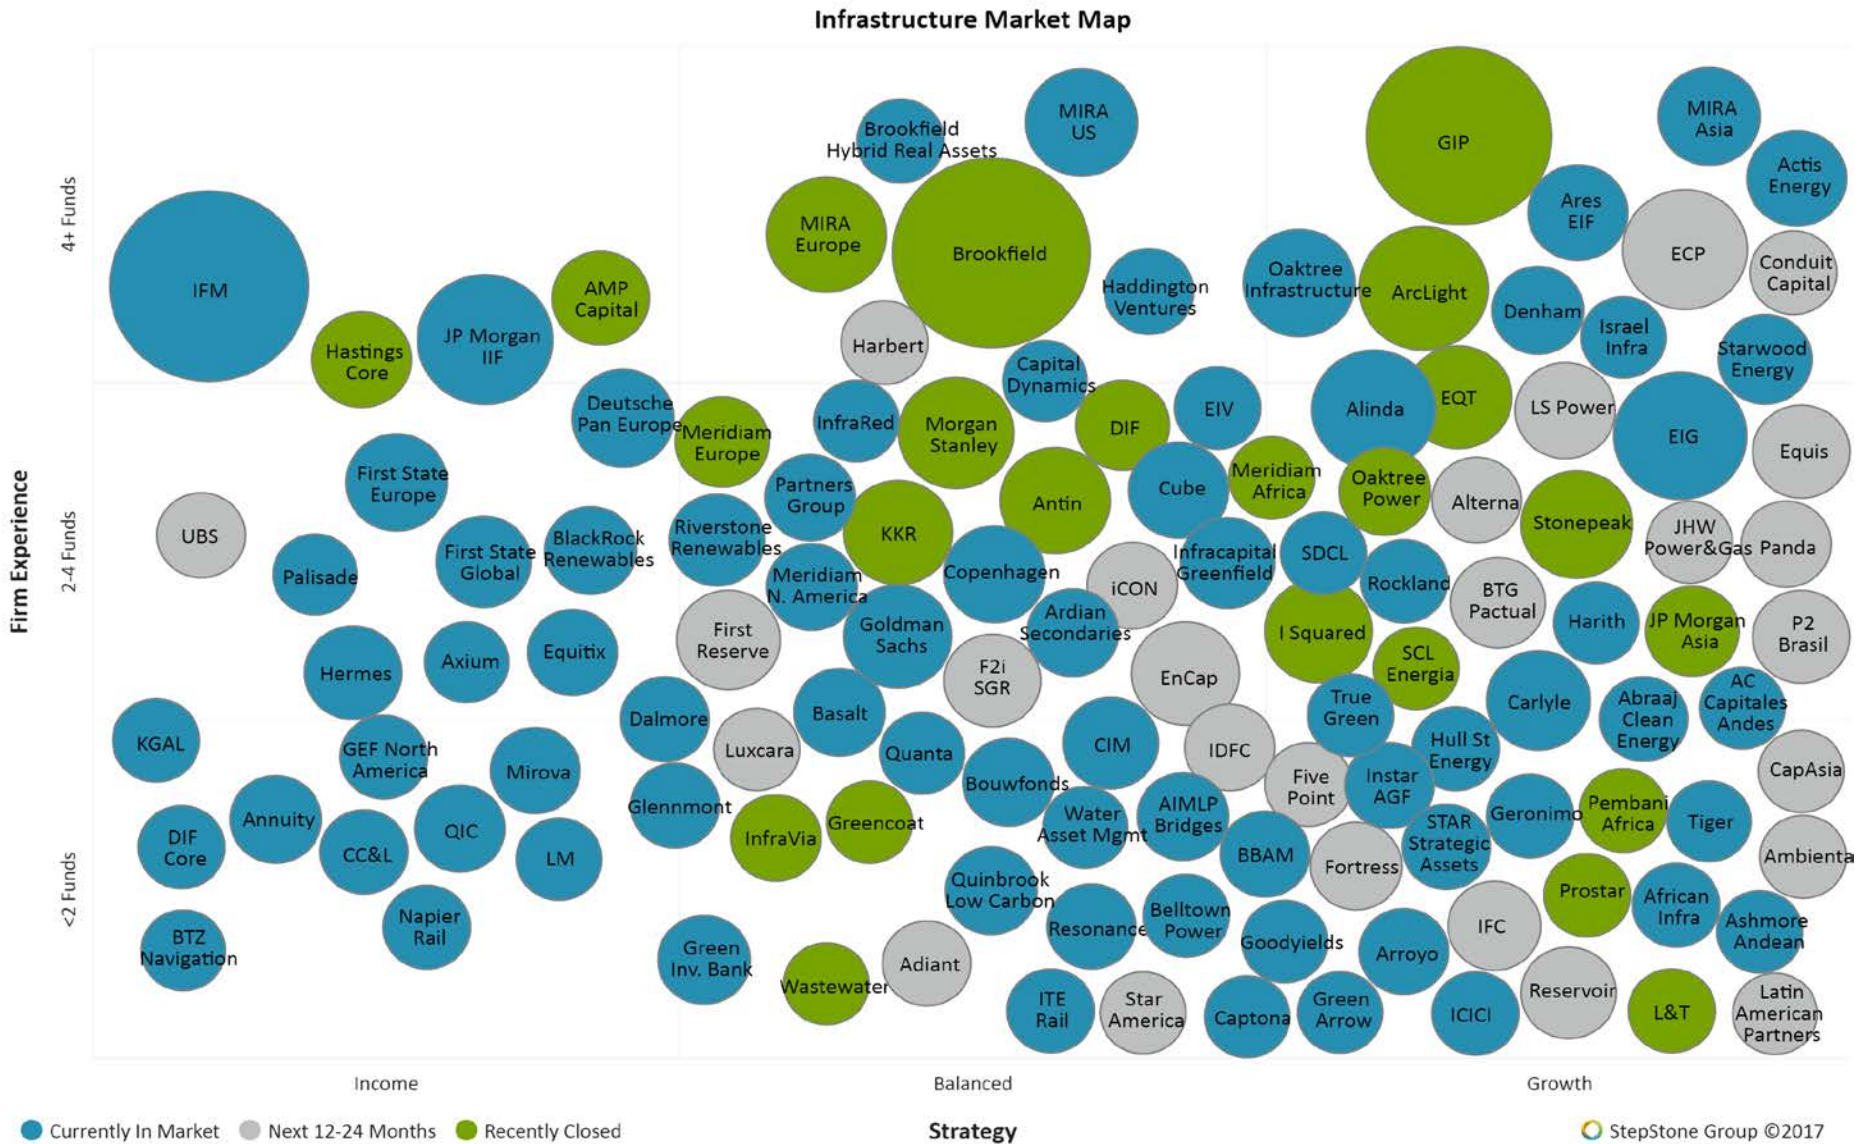 Infrastructure Market Map
Firm Experience
4+ Funds
2-4 Funds
<2 Funds
MIRA
US
Brookfield
Hybrid Real Assets
GIP
MIRA
Asia
Actis
Energy
Ares
EIF
MIRA
Europe
Brookfield
ECP
Conduit
Capital
IFM
AMP
Capital
Haddington
Ventures
Oaktree
Infrastructure
ArcLight
Denham
Israel
Infra
Starwood
Energy
Hastings
Core
JP Morgan
IIF
Harbert
Capital
Dynamics
Deutsche
Pan Europe
Meridiam
Europe
InfraRed
Morgan
Stanley
DIF
EIV
Alinda
EQT
LS Power
EIG
Equis
First State
Europe
Partners
Group
Antin
Cube
Meridiam
Africa
Oaktree
Power
Alterna
Stonepeak
JHW
Power&Gas
Panda
UBS
Palisade
First State
Global
BlackRock
Renewables
Riverstone
Renewables
KKR
Meridiam
N. America
Copenhagen
iCON
Infracapital
Greenfield
SDCL
Rockland
BTG
Pactual
Harith
JP Morgan
Asia
P2
Brasil
Hermes
Axium
Equitix
First
Reserve
Goldman
Sachs
F2i
SGR
Ardian
Secondaries
EnCap
I Squared
SCL
Energia
KGAL
GEF North
America
Mirova
Dalmore
Luxcara
Basalt
Quanta
CIM
IDFC
True
Green
Hull St
Energy
Carlyle
Abraaj
Clean
Energy
AC
Capitales
Andes
CapAsia
DIF
Core
Annuity
CC&L
QIC
LM
Glennmont
InfraVia
Greencoat
Bouwfonds
Water
Asset Mgmt
AIMLP
Bridges
Five
Point
Instar
AGF
STAR
Strategic
Assets
Geronimo
Pembani
Africa
Tiger
Ambienta
BTZ
Navigation
Napier
Rail
Green
Inv. Bank
Wastewater
Adiant
Quinbrook
Low Carbon
Resonance
Belltown
Power
BBAM
Fortress
Goodyields
Arroyo
IFC
Prostar
African
Infra
Ashmore
Andean
ITE
Rail
Star
America
Captona
Green
Arrow
ICICI
Reservoir
L&T
Latin
American
Partners
Income
Balanced
Growth
Currently In Market
Next 12-24 Months
Recently Closed
Strategy
StepStone Group ©2017